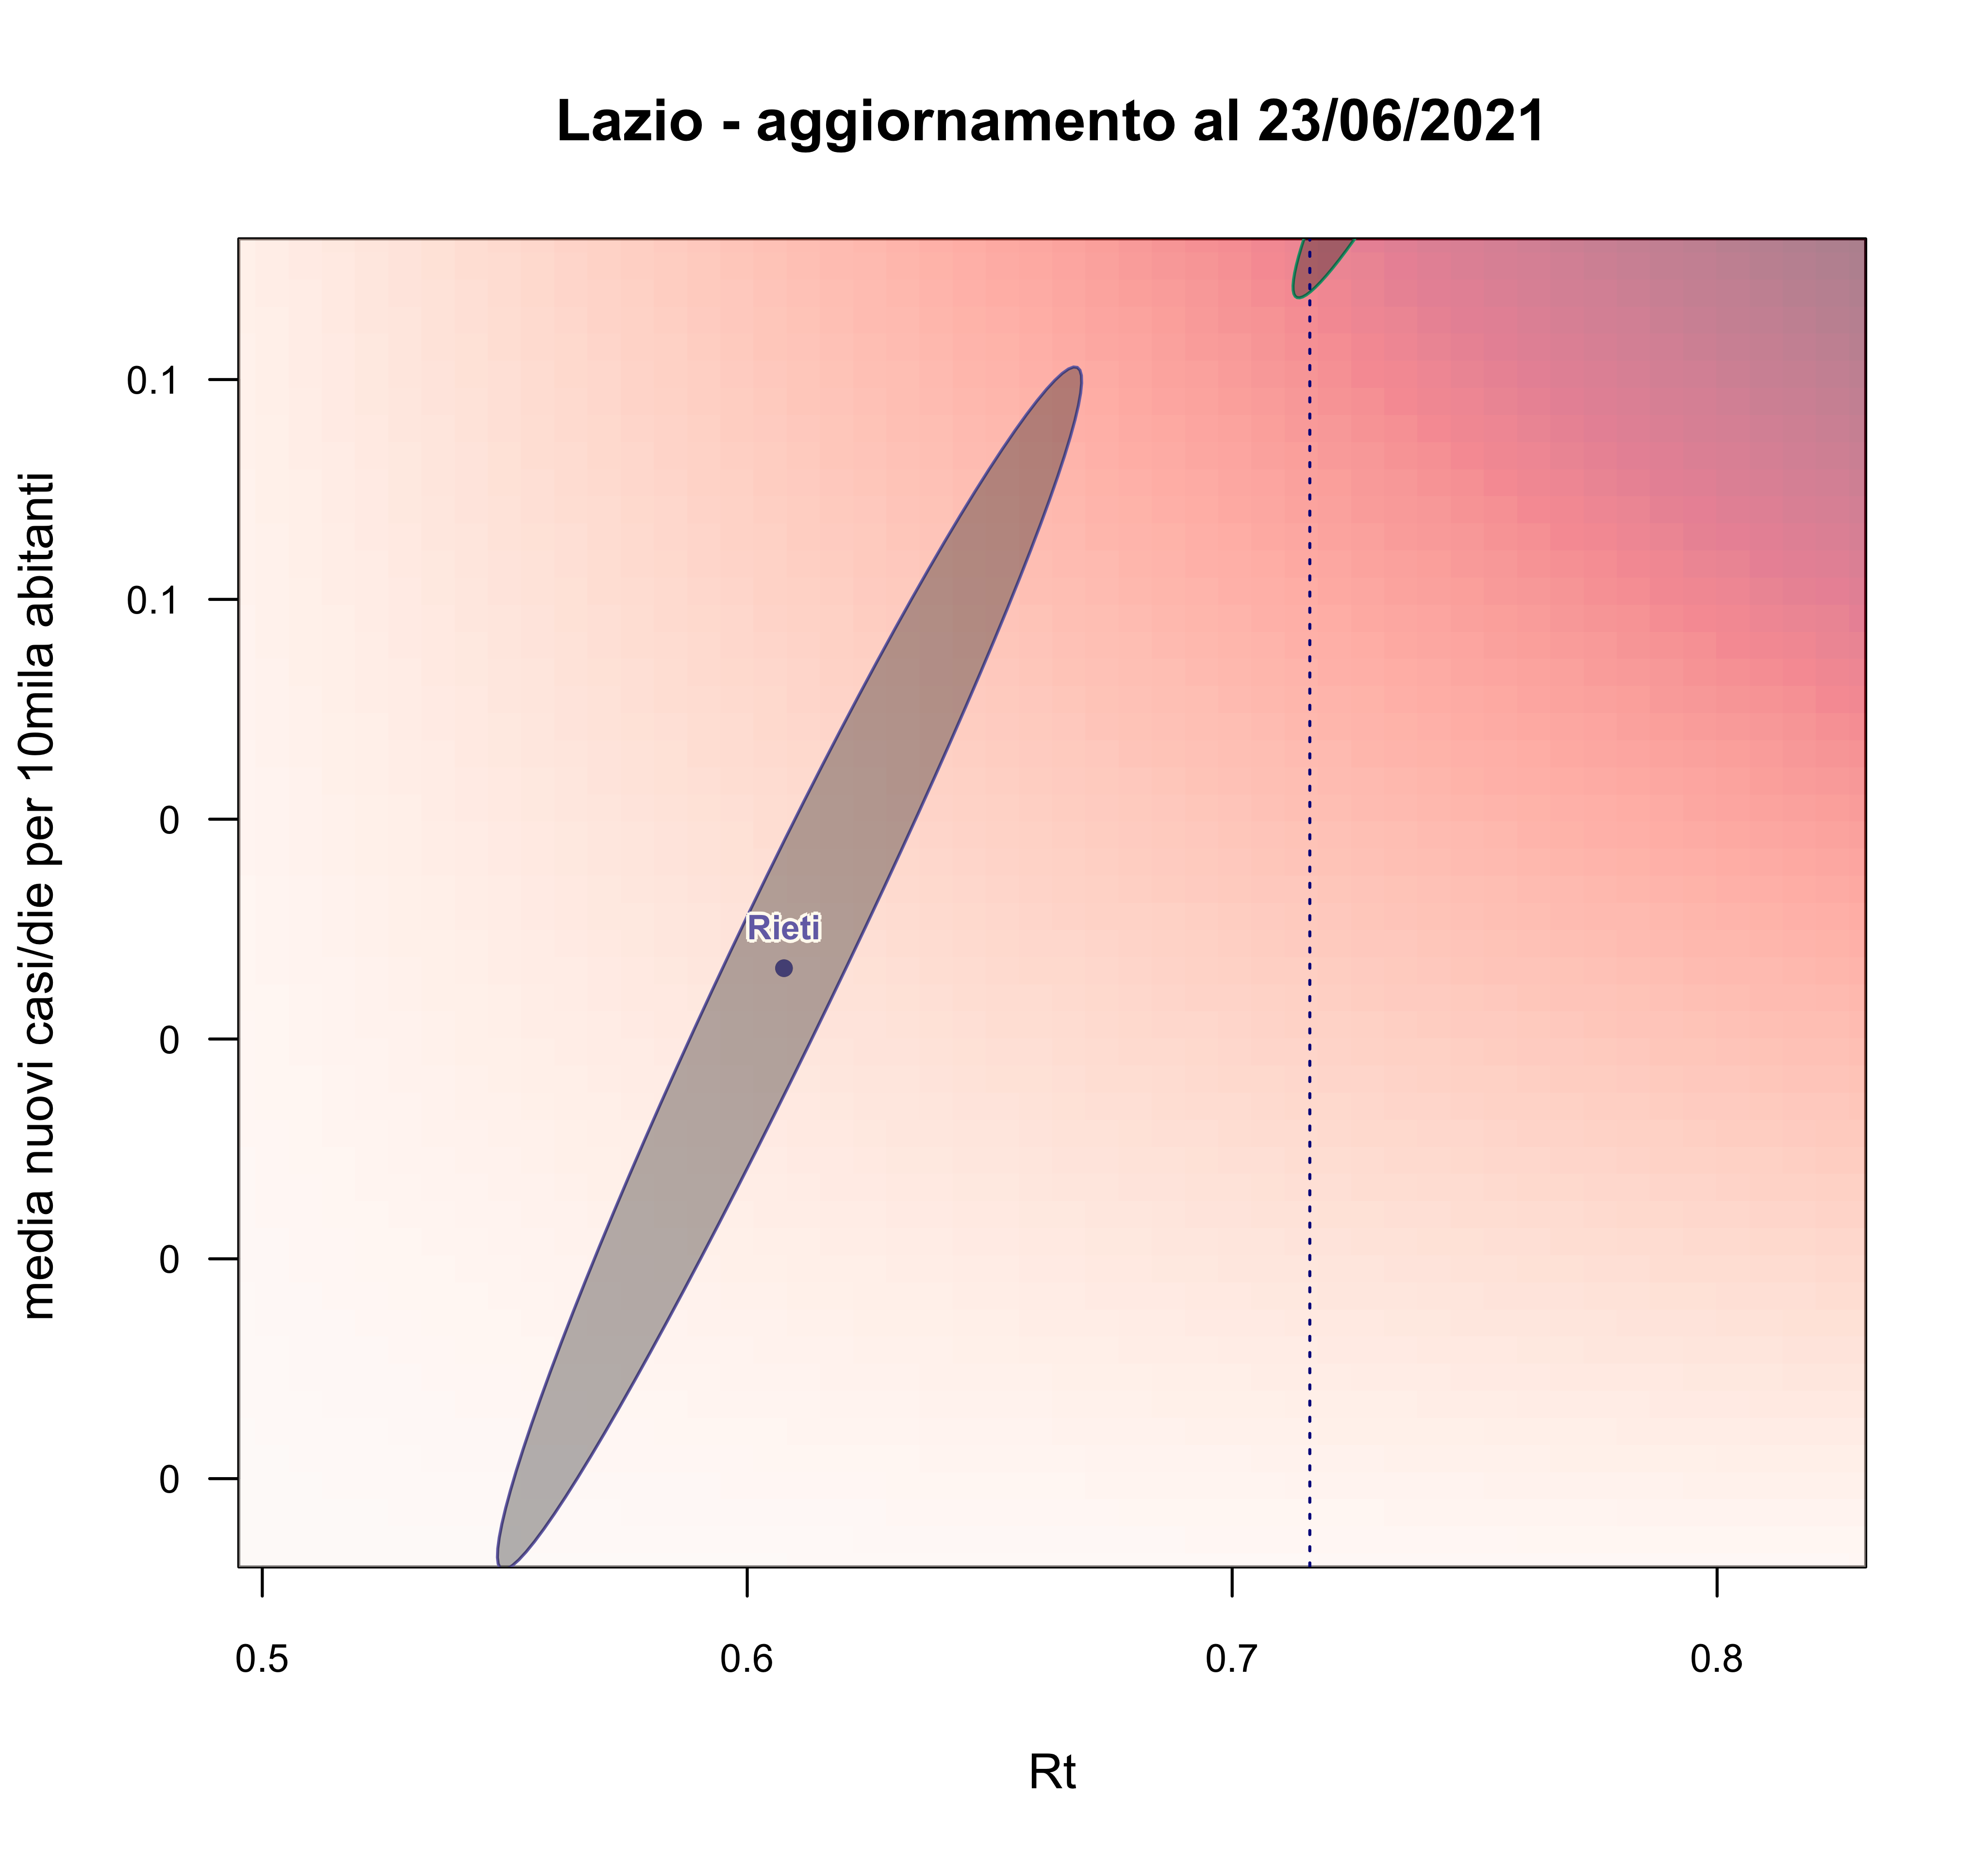 Lazio - aggiornamento al 23/06/2021
media nuovi casi/die per 10mila abitanti
0.1
0.1
0
0
0
0
Rieti
0.5 0.6 0.7 0.8
Rt